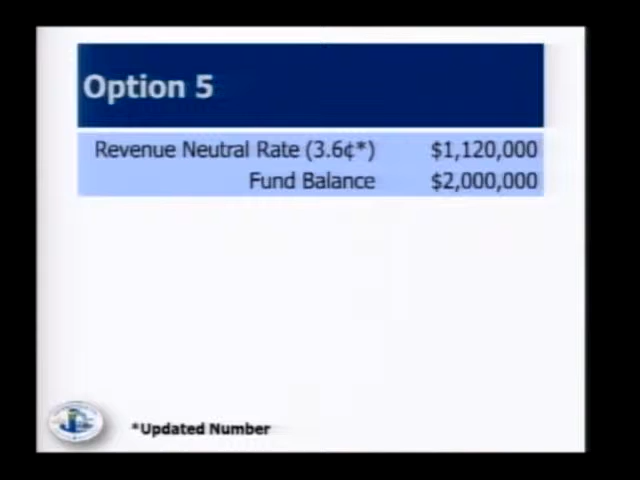 Option 5
Revenue Neutral Rate (3.6¢*) $1,120,000
Fund Balance $2,000,000
*Updated Number